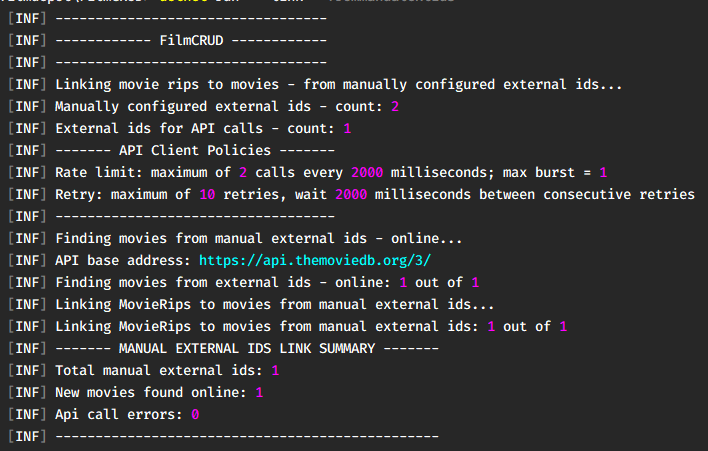 [INF] ----------------------------------
[INF] ------------ FilmCRUD ------------
[INF] ----------------------------------
[INF] Linking movie rips to movies - from manually configured external ids...
[INF] Manually configured external ids - count: 2
[INF] External ids for API calls - count: 1
[INF] ------- API Client Policies -------
[INF] Rate limit: maximum of 2 calls every 2000 milliseconds; max burst = 1
[INF] Retry: maximum of 10 retries, wait 2000 milliseconds between consecutive retries
[INF] -----------------------------------
[INF] Finding movies from manual external ids - online...
[INF] API base address: https://api.themoviedb.org/3/
[INF] Finding movies from external ids - online: 1 out of 1
[INF] Linking MovieRips to movies from manual external ids...
[INF] Linking MovieRips to movies from manual external ids: 1 out of 1
[INF] ------- MANUAL EXTERNAL IDS LINK SUMMARY -------
[INF] Total manual external ids: 1
[INF] New movies found online: 1
[INF] Api call errors: 0
[INF] ------------------------------------------------